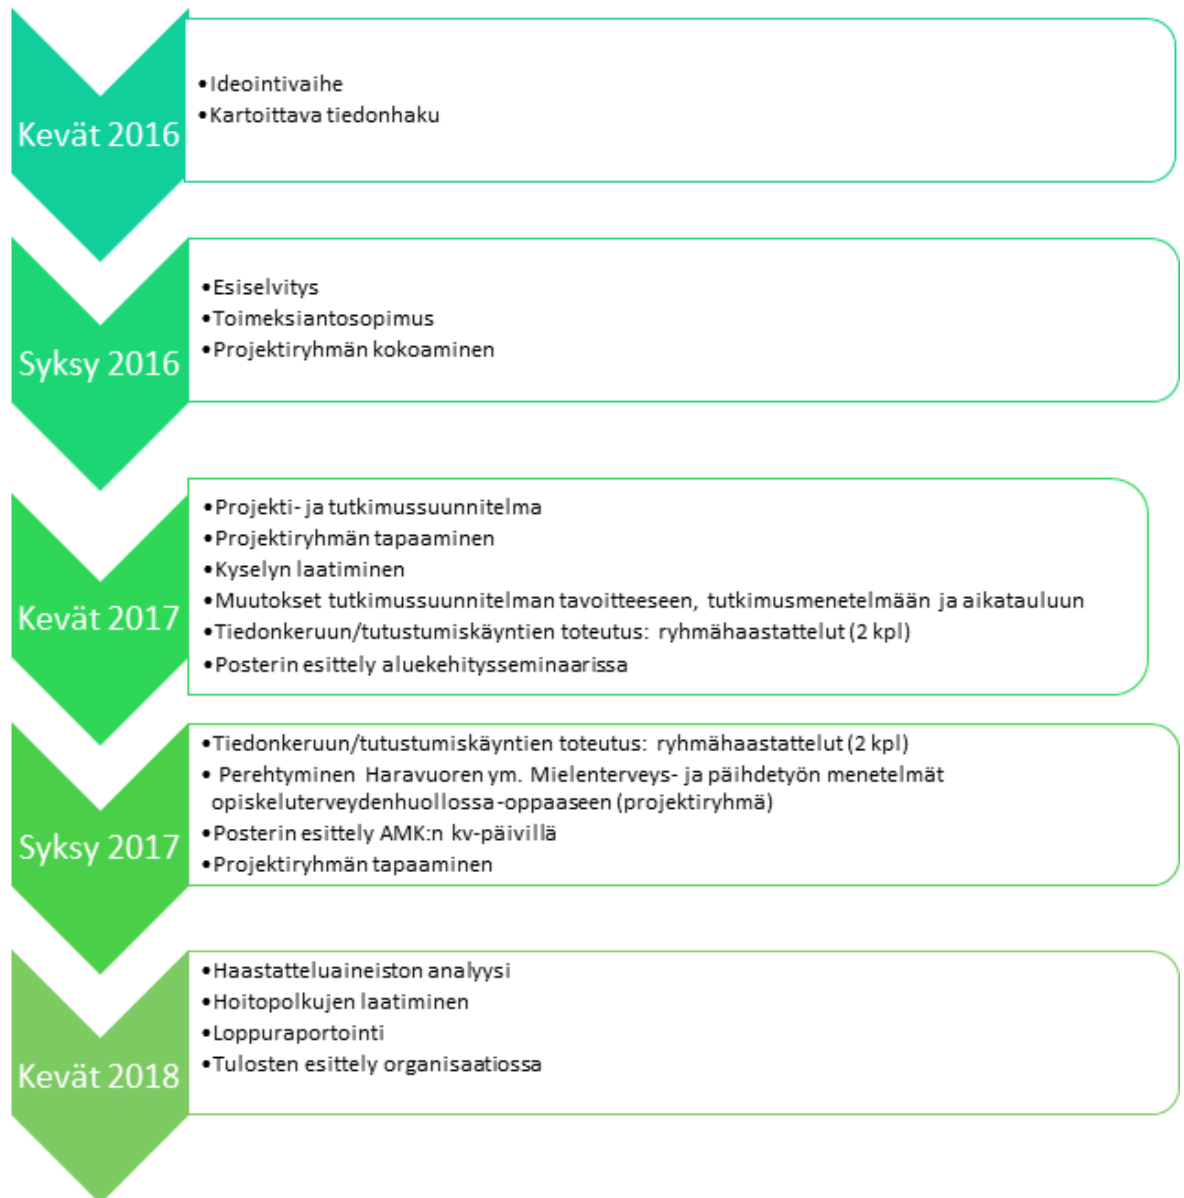 Kevät 2016
•Ideointivaihe
•Kartoittava tiedonhaku
Syksy 2016
•Esiselvitys
•Toimeksiantosopimus
•Projektiryhmän kokoaminen
Kevät 2017
•Projekti- ja tutkimussuunnitelma
•Projektiryhmän tapaaminen
•Kyselyn laatiminen
•Muutokset tutkimussuunnitelman tavoitteeseen, tutkimusmenetelmään ja aikatauluun
•Tiedonkeruun/tutustumiskäyntien toteutus: ryhmähaastattelut (2 kpl)
•Posterin esittely aluekehitysseminaarissa
Syksy 2017
•Tiedonkeruun/tutustumiskäyntien toteutus: ryhmähaastattelut (2 kpl)
• Perehtyminen Haravuoren ym. Mielenterveys- ja päihdetyön menetelmät
opiskeluterveydenhuollossa-oppaaseen (projektiryhmä)
•Posterin esittely AMK:n kv-päivillä
•Projektiryhmän tapaaminen
Kevät 2018
•Haastatteluaineiston analyysi
•Hoitopolkujen laatiminen
•Loppuraportointi
•Tulosten esittely organisaatiossa